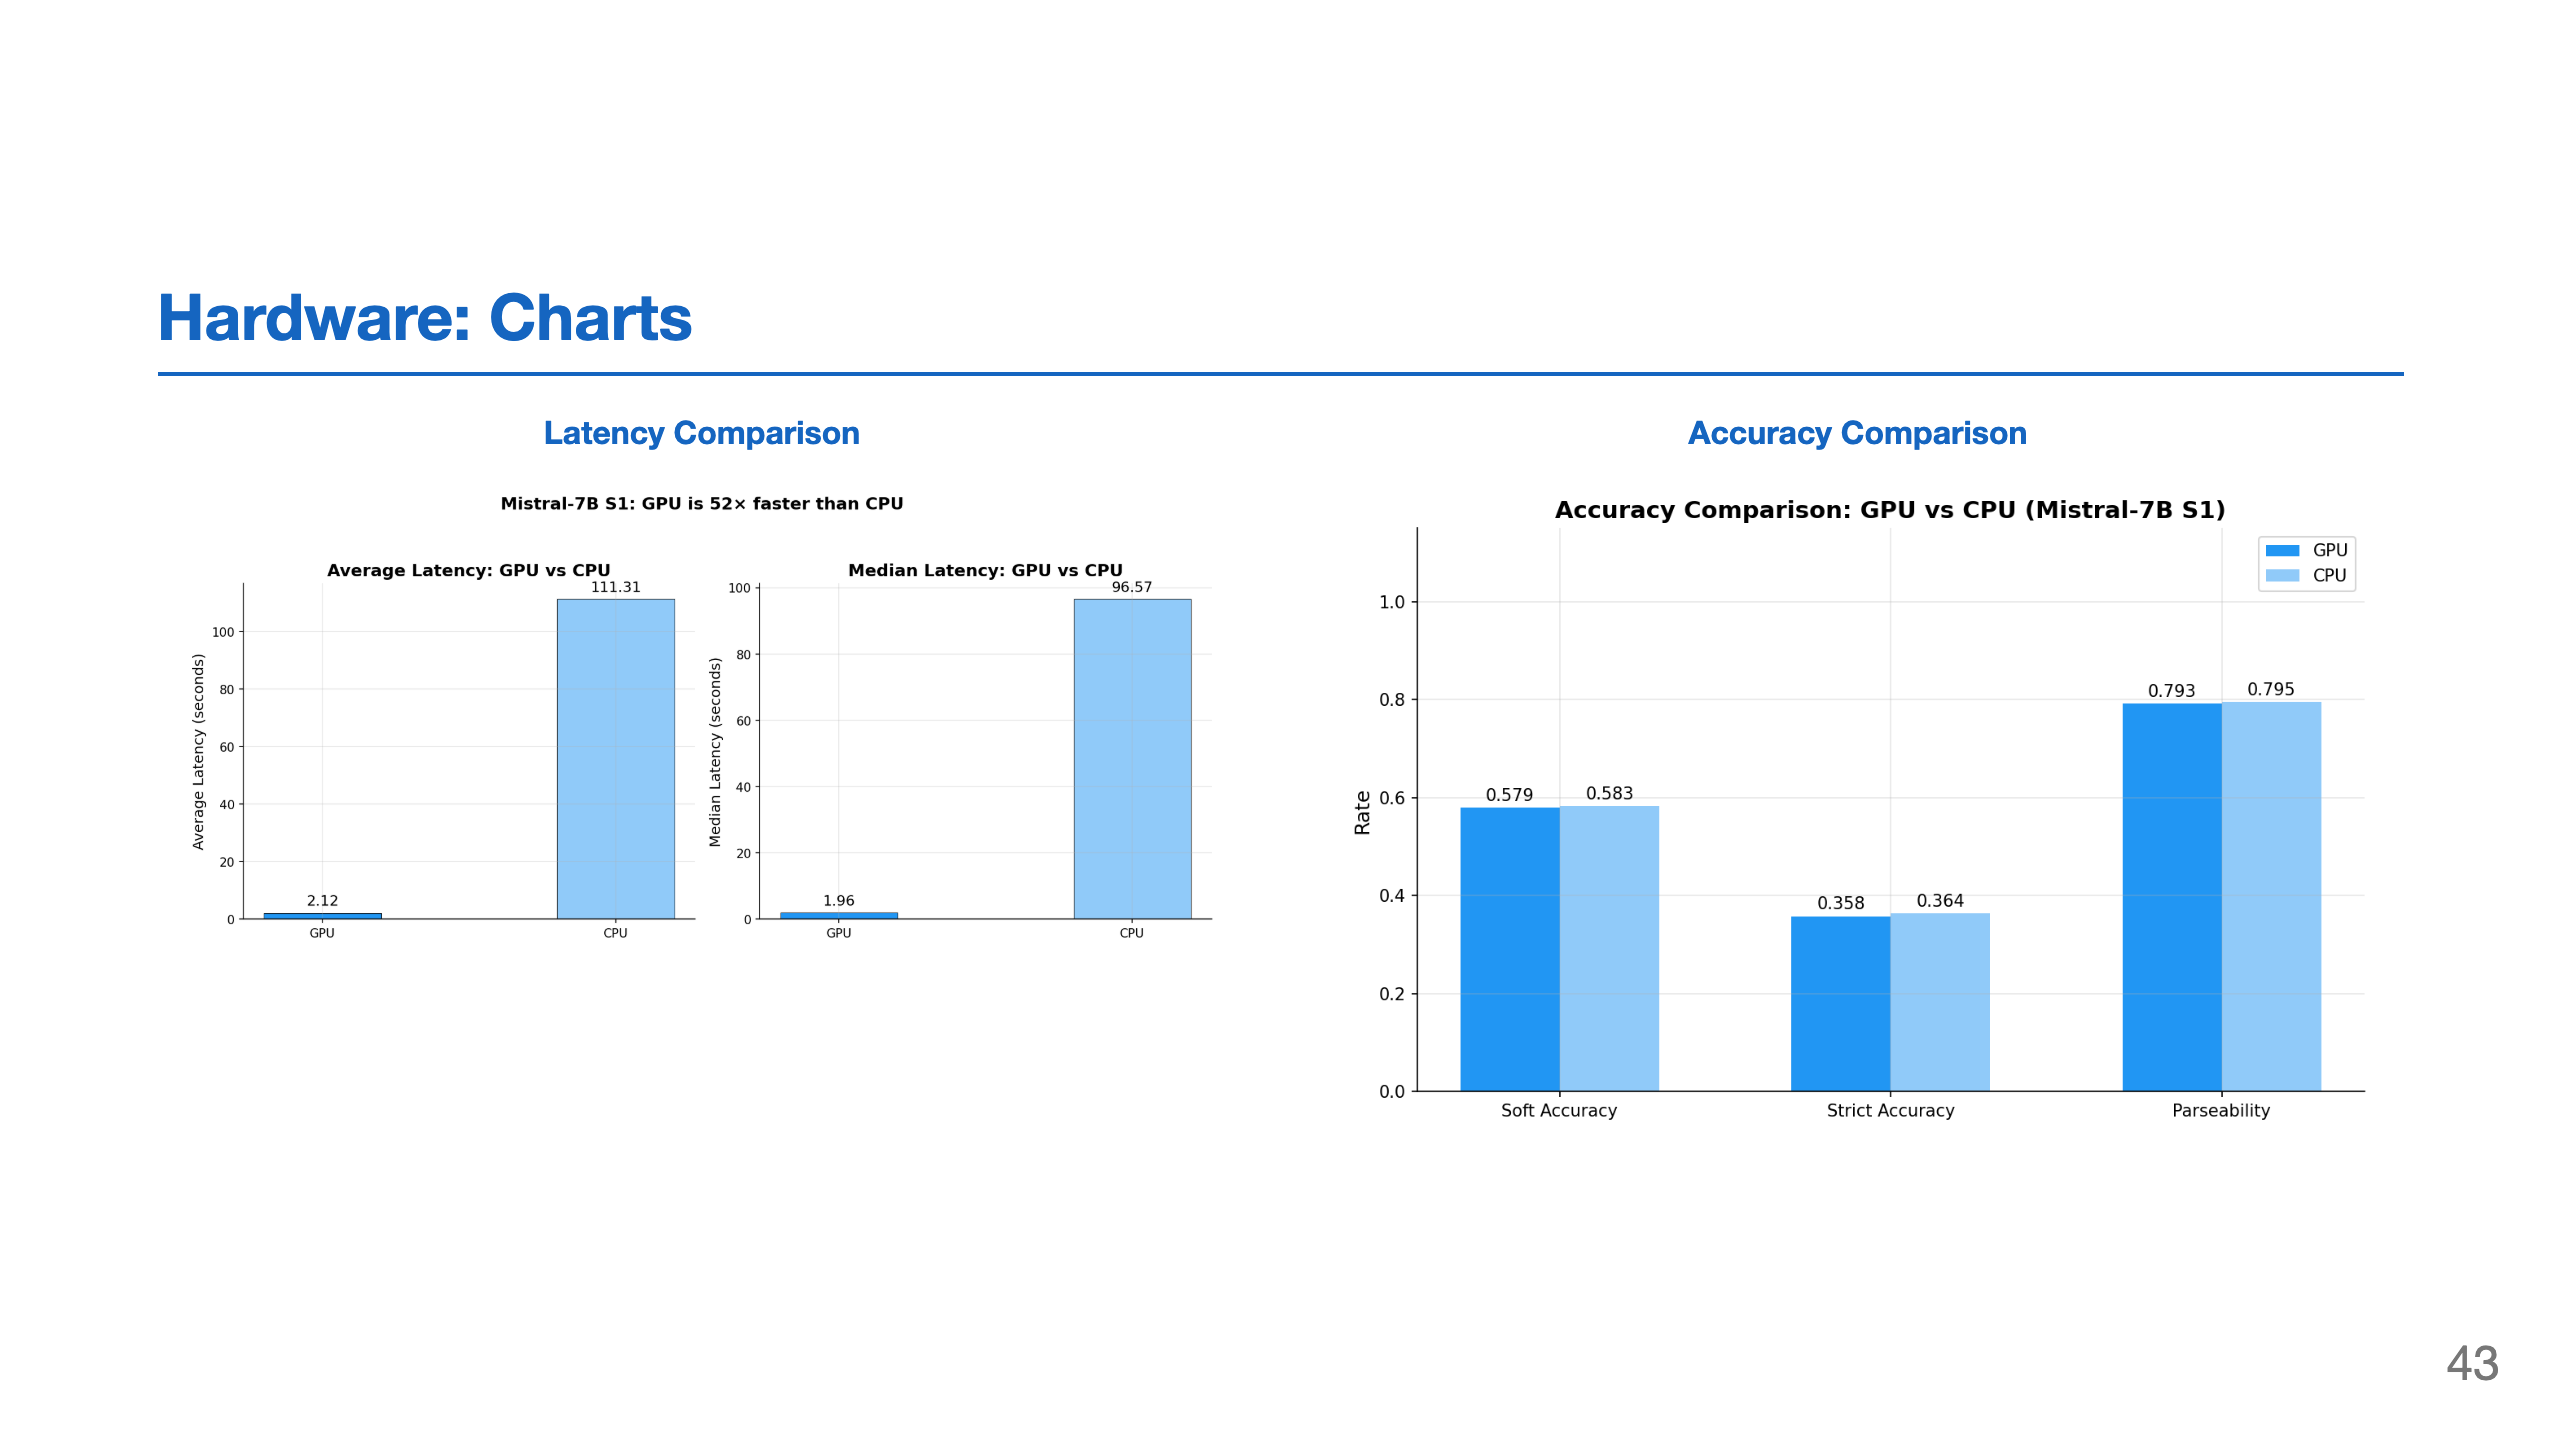 Hardware: Charts
Latency Comparison
Mistral-7B S1: GPU is 52× faster than CPU
Average Latency: GPU vs CPU
Average Latency (seconds)
111.31
100
80
60
40
20
0
2.12
GPU
CPU
Median Latency: GPU vs CPU
Median Latency (seconds)
96.57
100
80
60
40
20
0
1.96
GPU
CPU
Accuracy Comparison
Accuracy Comparison: GPU vs CPU (Mistral-7B S1)
GPU
CPU
Rate
1.0
0.8
0.6
0.4
0.2
0.0
0.579
0.583
0.358
0.364
0.793
0.795
Soft Accuracy
Strict Accuracy
Parseability
43